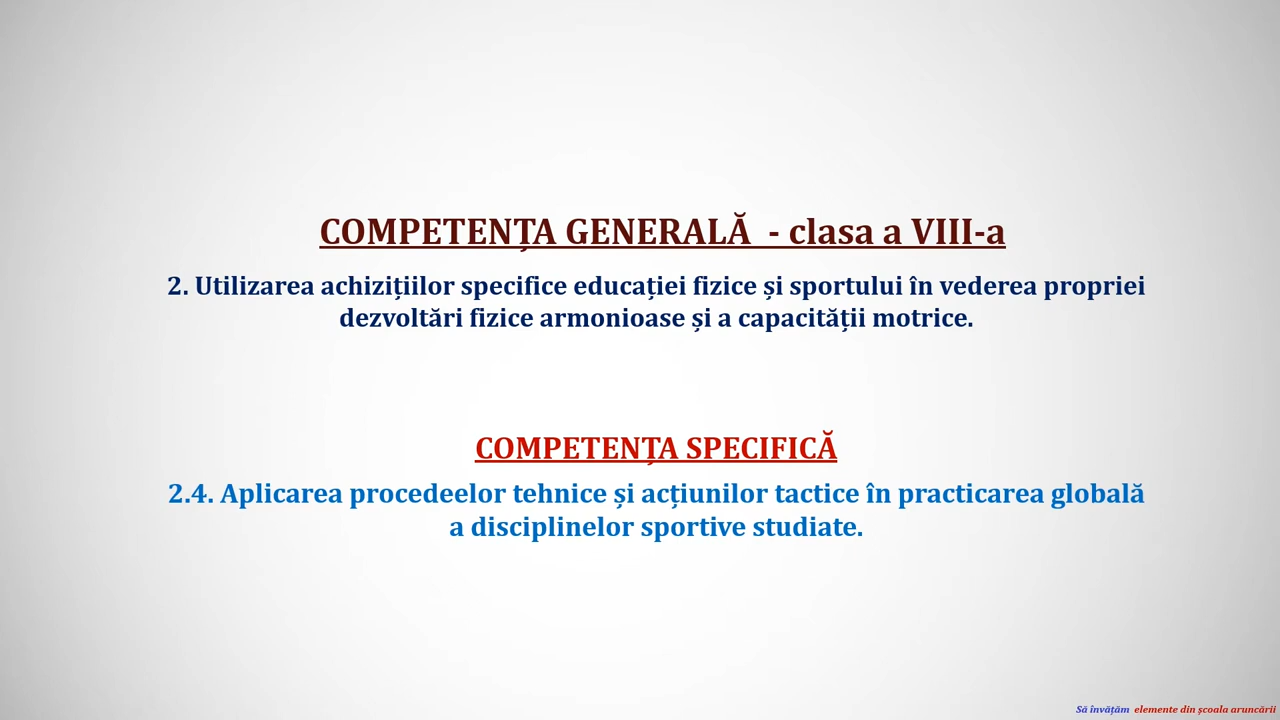 COMPETENȚA GENERALĂ - clasa a VIII-a
2. Utilizarea achizițiilor specifice educației fizice și sportului în vederea propriei
dezvoltări fizice armonioase și a capacității motrice.
COMPETENȚA SPECIFICĂ
2.4. Aplicarea procedeelor tehnice și acțiunilor tactice în practicarea globală
a disciplinelor sportive studiate.
Să învățăm elemente din școala aruncării